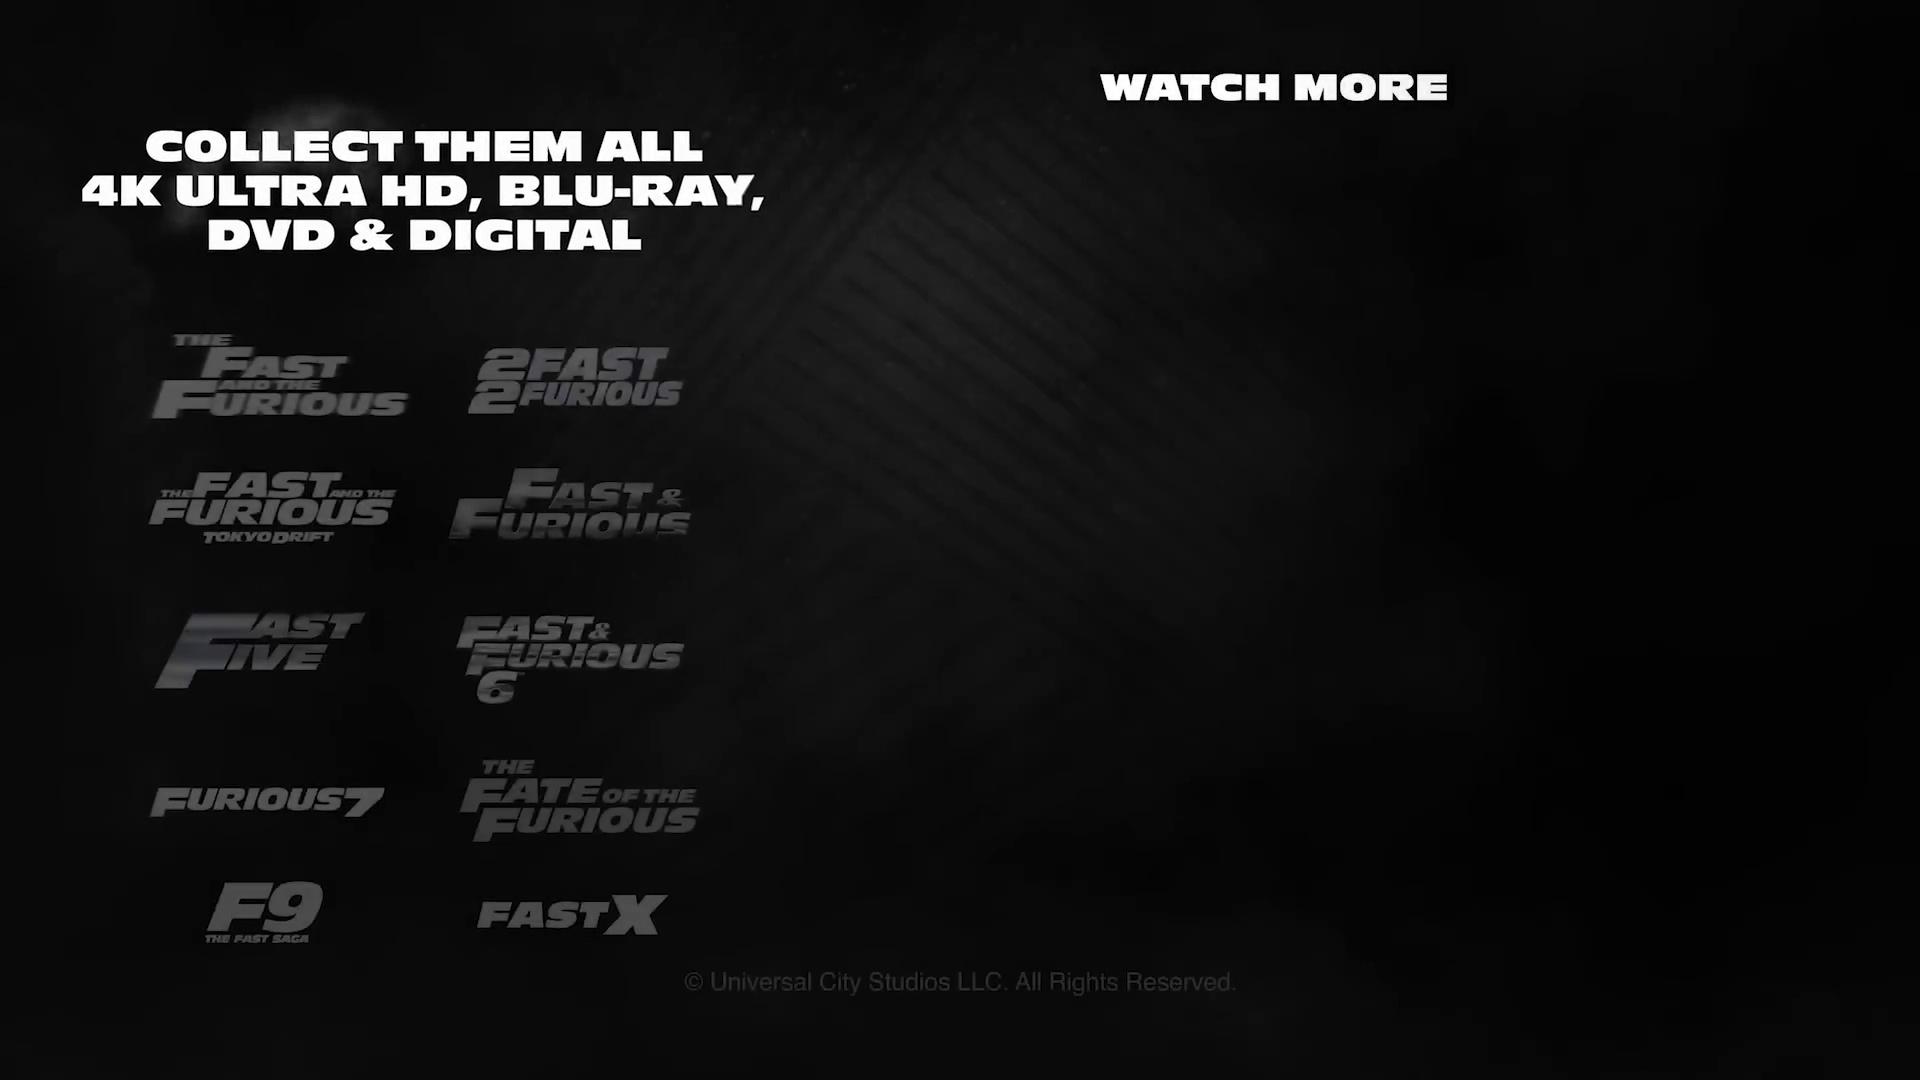 WATCH MORE
COLLECT THEM ALL
4K ULTRA HD, BLU-RAY,
DVD & DIGITAL
THE
FAST
AND THE
FURIOUS
2 FAST
2 FURIOUS
THE FAST AND THE
FURIOUS
TOKYO DRIFT
FAST &
FURIOUS
FAST
FIVE
FAST &
FURIOUS
6
FURIOUS 7
THE
FATE OF THE
FURIOUS
F9
THE FAST SAGA
FAST X
© Universal City Studios LLC. All Rights Reserved.